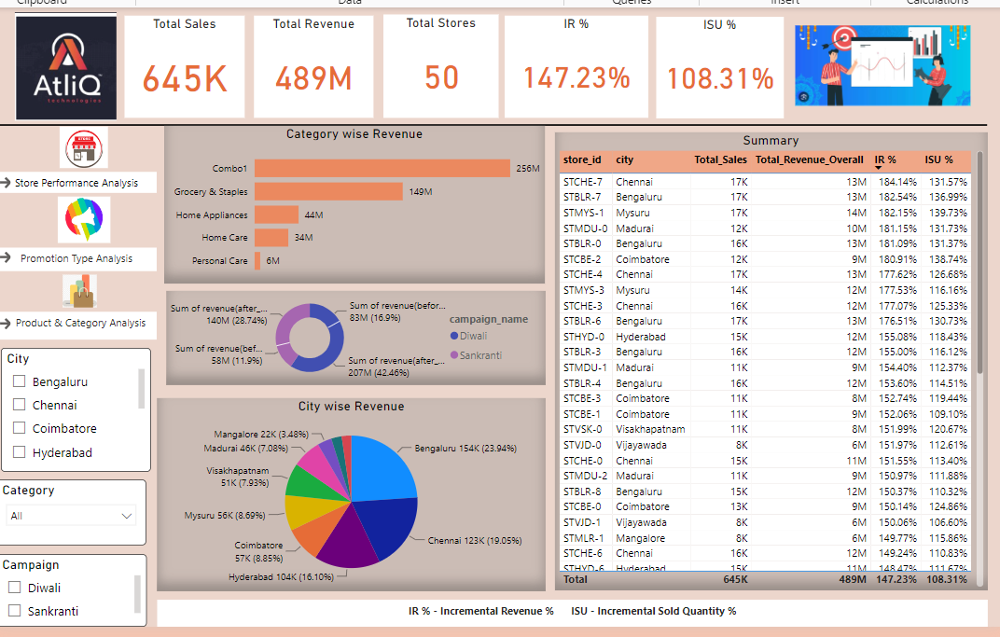 Clipboard
Data
Queries
Insert
Calculations
AtliQ
technologies
Total Sales
645K
Total Revenue
489M
Total Stores
50
IR %
147.23%
ISU %
108.31%
Store Performance Analysis
Promotion Type Analysis
Product & Category Analysis
City
Bengaluru
Chennai
Coimbatore
Hyderabad
Category
All
Campaign
Diwali
Sankranti
Category wise Revenue
Combo1 256M
Grocery & Staples 149M
Home Appliances 44M
Home Care 34M
Personal Care 6M
Sum of revenue(after_...
140M (28.74%)
Sum of revenue(befor...
83M (16.9%)
Sum of revenue(bef...
58M (11.9%)
Sum of revenue(after_...
207M (42.46%)
campaign_name
Diwali
Sankranti
City wise Revenue
Mangalore 22K (3.48%)
Madurai 46K (7.08%)
Visakhapatnam
51K (7.93%)
Mysuru 56K (8.69%)
Coimbatore
57K (8.85%)
Hyderabad 104K (16.10%)
Bengaluru 154K (23.94%)
Chennai 123K (19.05%)
Summary
store_id city Total_Sales Total_Revenue_Overall IR % ISU %
STCHE-7 Chennai 17K 13M 184.14% 131.57%
STBLR-7 Bengaluru 17K 13M 182.54% 136.99%
STMYS-1 Mysuru 17K 14M 182.15% 139.73%
STMDU-0 Madurai 12K 10M 181.15% 131.73%
STBLR-0 Bengaluru 16K 13M 181.09% 131.37%
STCBE-2 Coimbatore 12K 9M 180.91% 138.74%
STCHE-4 Chennai 17K 13M 177.62% 126.68%
STMYS-3 Mysuru 14K 12M 177.53% 116.16%
STCHE-3 Chennai 16K 12M 177.07% 125.33%
STBLR-6 Bengaluru 17K 13M 176.51% 130.73%
STHYD-0 Hyderabad 15K 12M 155.08% 118.43%
STBLR-3 Bengaluru 16K 12M 155.00% 116.12%
STMDU-1 Madurai 11K 9M 154.40% 112.37%
STBLR-4 Bengaluru 16K 12M 153.60% 114.51%
STCBE-3 Coimbatore 11K 8M 152.74% 119.44%
STCBE-1 Coimbatore 11K 9M 152.06% 109.10%
STVSK-0 Visakhapatnam 11K 8M 151.99% 120.67%
STVJD-0 Vijayawada 8K 6M 151.97% 112.61%
STCHE-0 Chennai 15K 11M 151.55% 113.40%
STMDU-2 Madurai 11K 9M 150.97% 111.88%
STBLR-8 Bengaluru 15K 12M 150.37% 110.32%
STCBE-0 Coimbatore 13K 9M 150.14% 124.86%
STVJD-1 Vijayawada 8K 6M 150.06% 106.60%
STMLR-1 Mangalore 8K 6M 149.77% 115.86%
STCHE-6 Chennai 16K 12M 149.24% 110.83%
STHYD-6 Hyderabad 15K 11M 148.47% 111.67%
Total 645K 489M 147.23% 108.31%
IR % - Incremental Revenue % ISU - Incremental Sold Quantity %